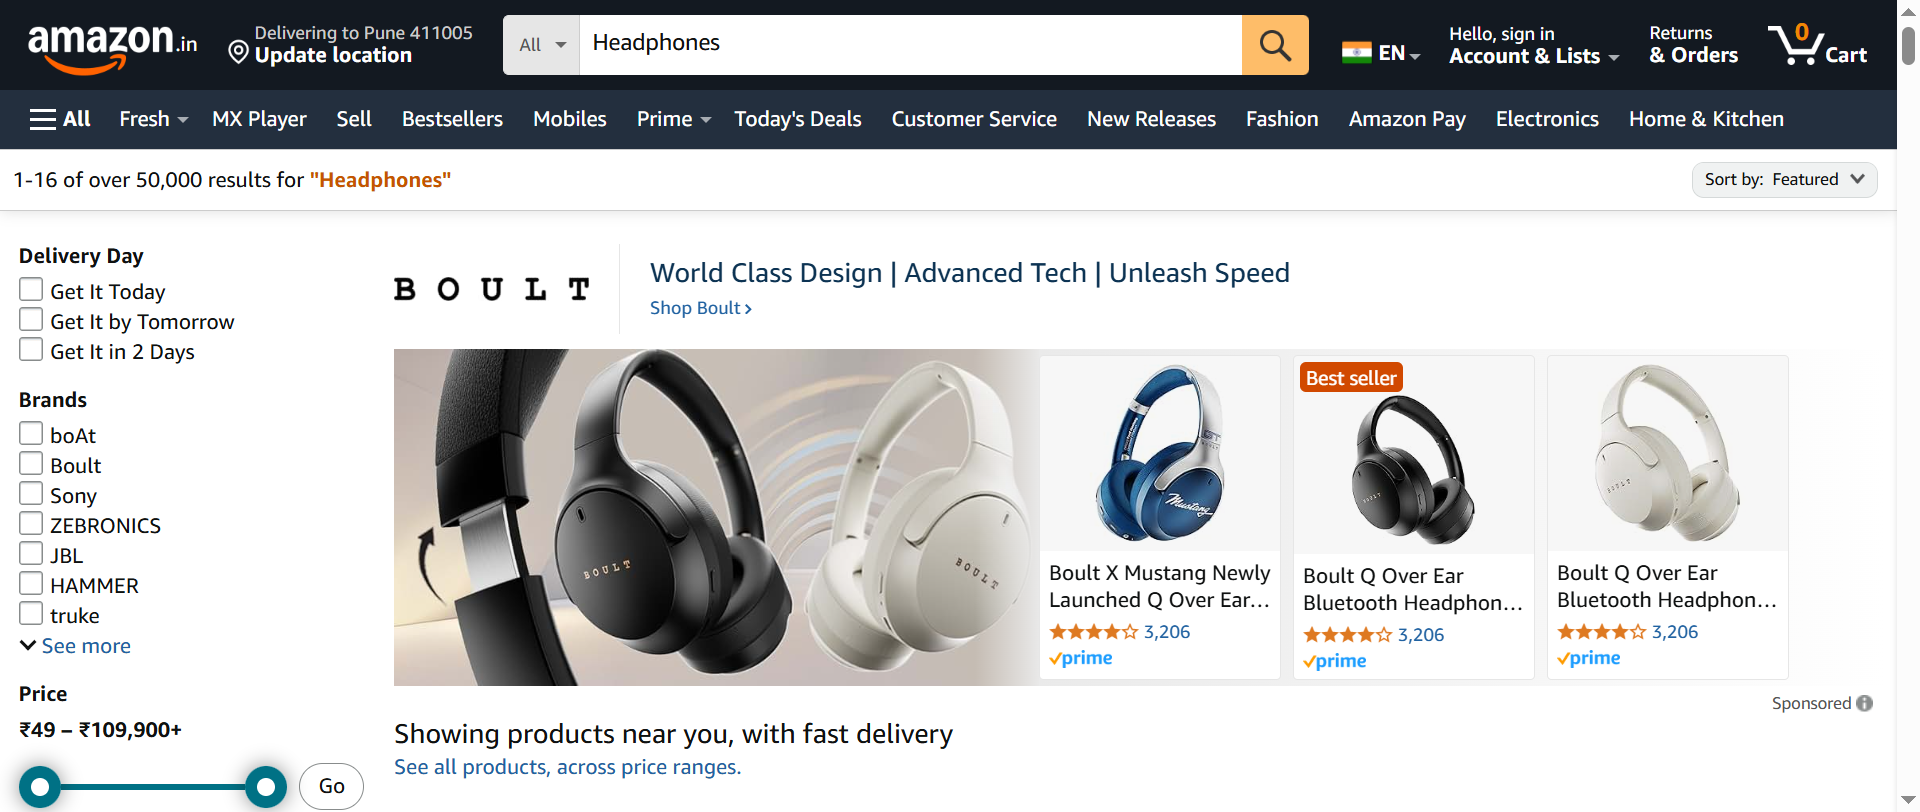 amazon.in
Delivering to Pune 411005
Update location
All
Headphones
EN
Hello, sign in
Account & Lists
Returns
& Orders
0
Cart
All
Fresh
MX Player
Sell
Bestsellers
Mobiles
Prime
Today's Deals
Customer Service
New Releases
Fashion
Amazon Pay
Electronics
Home & Kitchen
1-16 of over 50,000 results for "Headphones"
Sort by: Featured
Delivery Day
Get It Today
Get It by Tomorrow
Get It in 2 Days
Brands
boAt
Boult
Sony
ZEBRONICS
JBL
HAMMER
truke
See more
Price
₹49 – ₹109,900+
Go
BOULT
World Class Design | Advanced Tech | Unleash Speed
Shop Boult
BOULT
BOULT
Mustang
Boult X Mustang Newly
Launched Q Over Ear...
3,206
prime
Best seller
BOULT
Boult Q Over Ear
Bluetooth Headphon...
3,206
prime
BOULT
Boult Q Over Ear
Bluetooth Headphon...
3,206
prime
Sponsored
Showing products near you, with fast delivery
See all products, across price ranges.